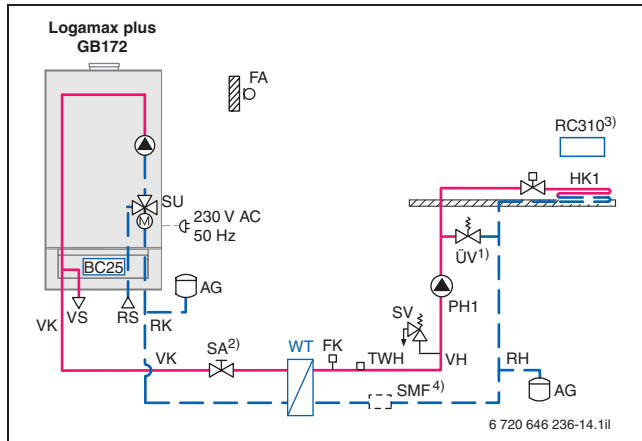 Logamax plus
GB172
FA
RC310³⁾
HK1
SU
M
230 V AC
50 Hz
BC25
ÜV¹⁾
AG
VS
RS
RK
VK
PH1
SV
VK
SA²⁾
WT
FK
TWH
VH
RH
SMF⁴⁾
AG
6 720 646 236-14.1il